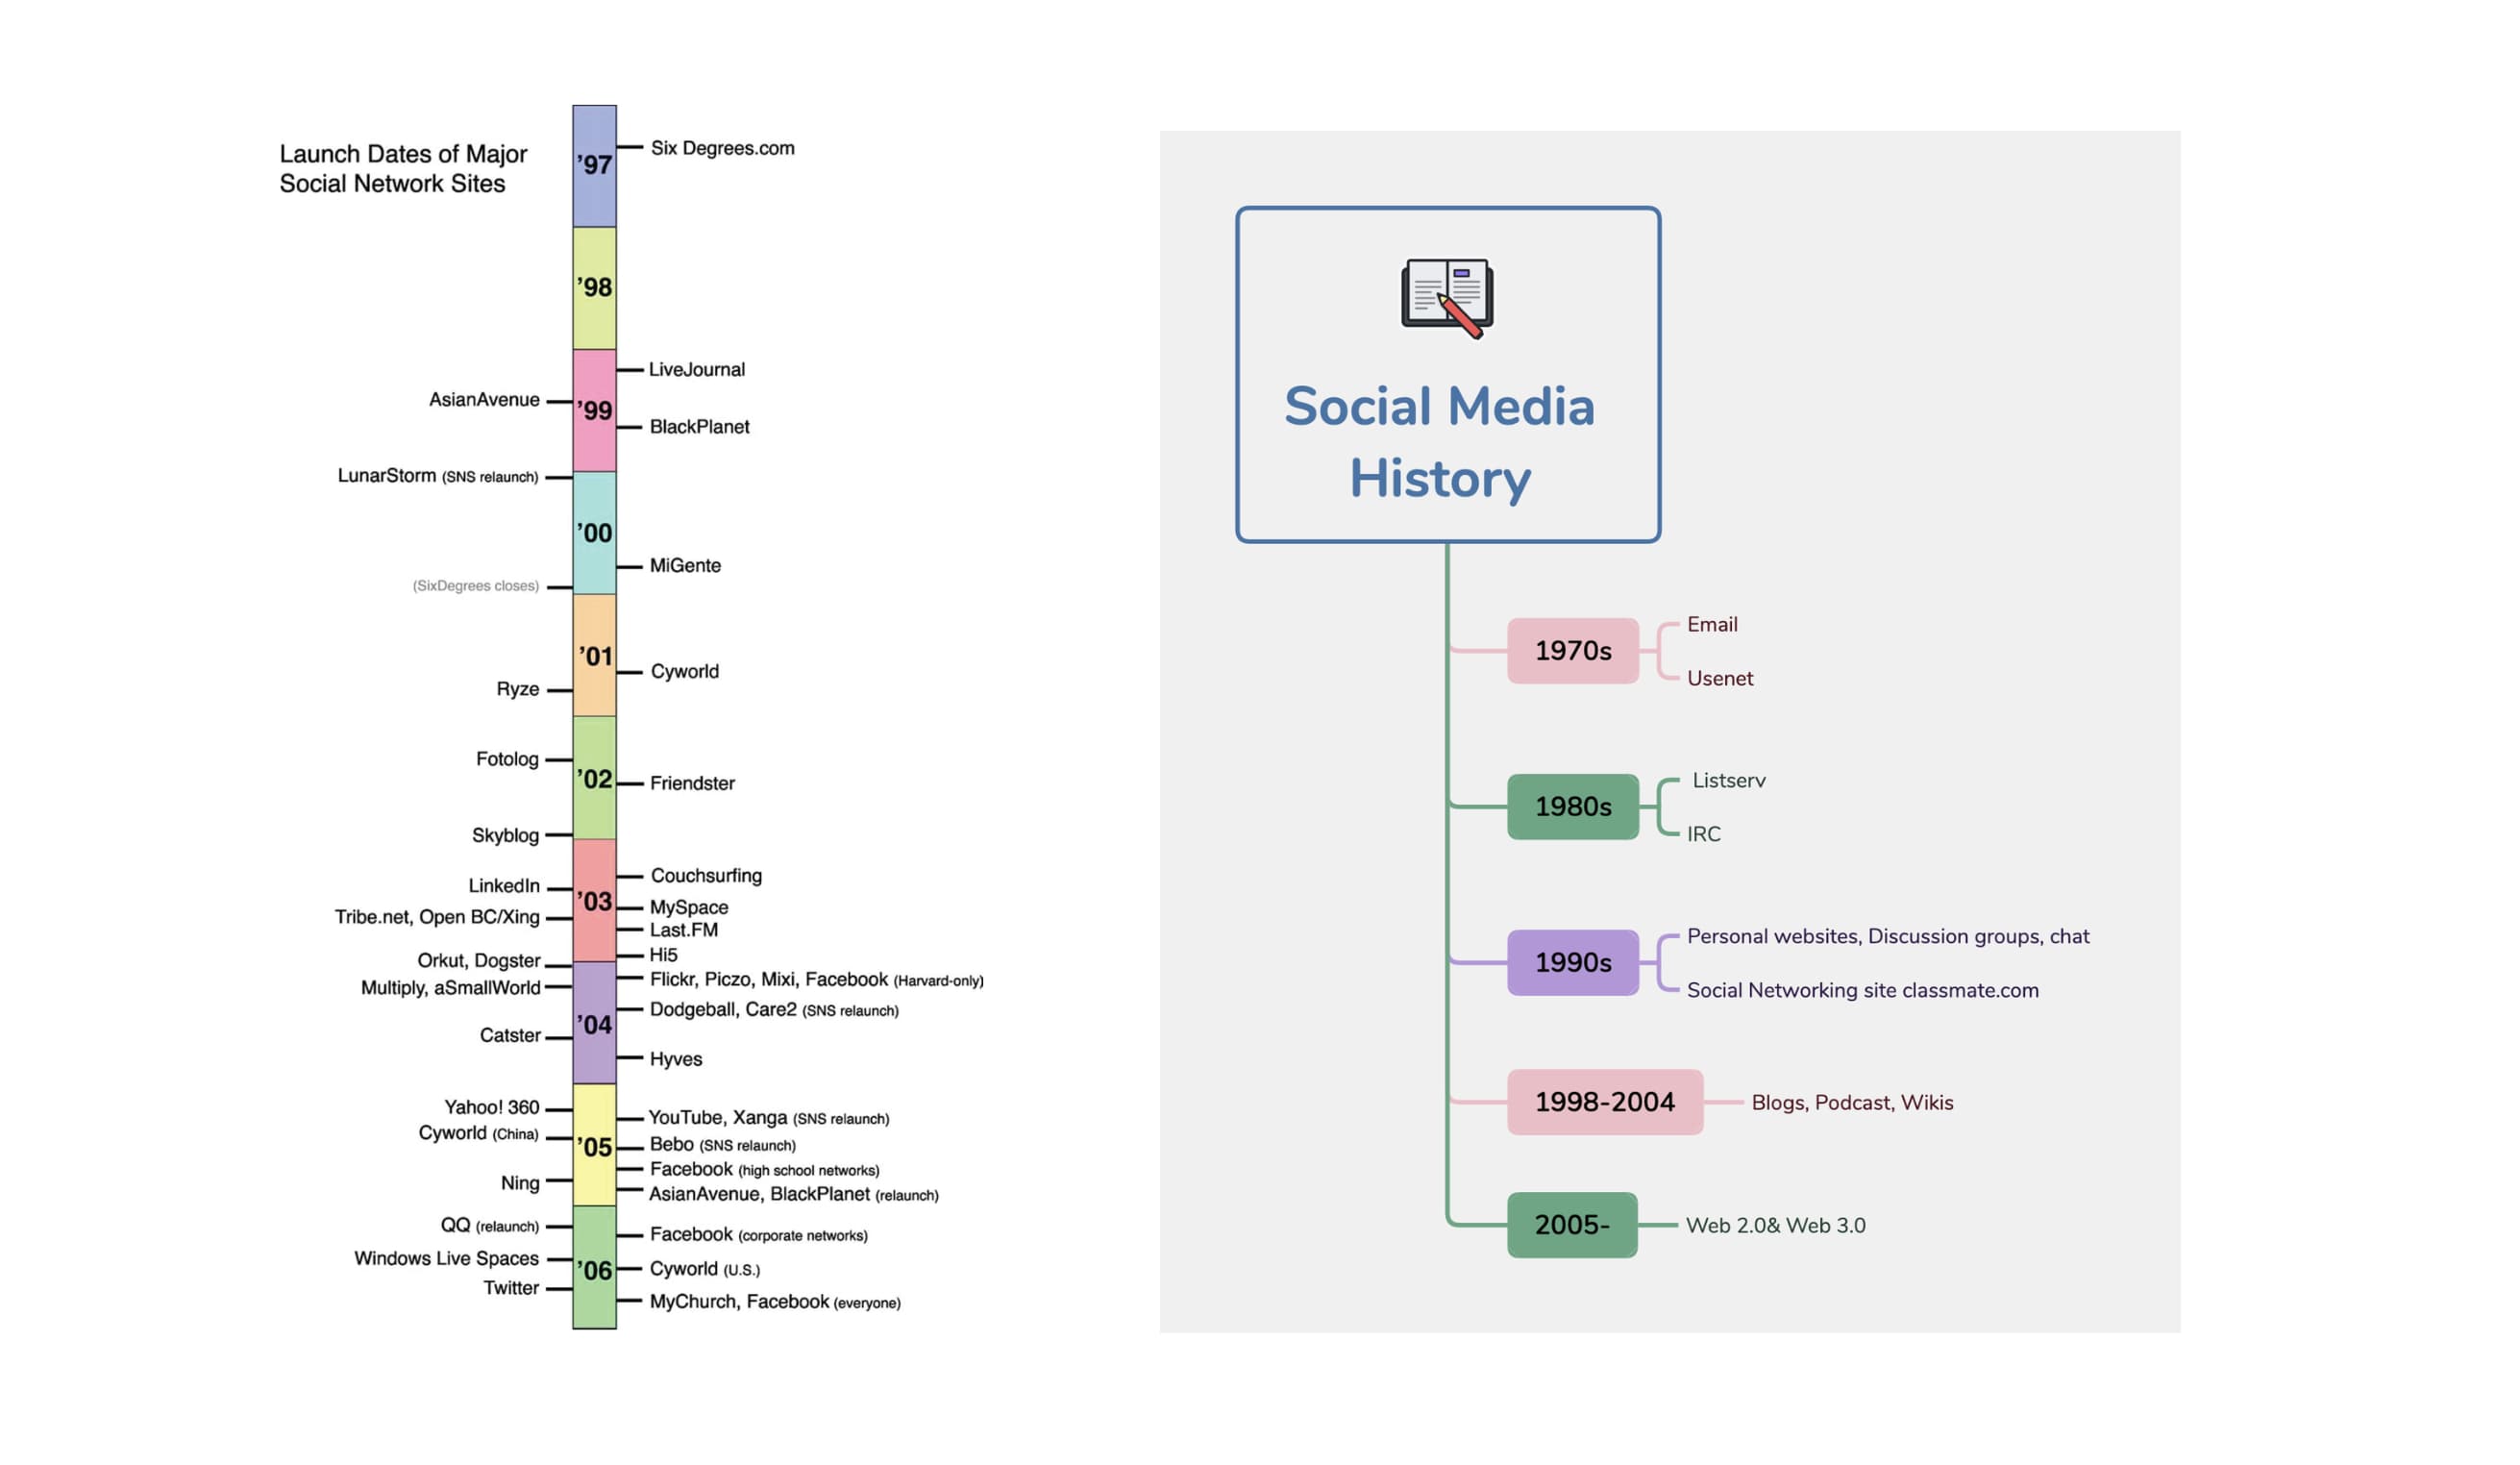 Launch Dates of Major
Social Network Sites
’97
Six Degrees.com
’98
LiveJournal
AsianAvenue
’99
BlackPlanet
LunarStorm (SNS relaunch)
’00
MiGente
(SixDegrees closes)
’01
Cyworld
Ryze
Fotolog
’02
Friendster
Skyblog
Couchsurfing
LinkedIn
’03
MySpace
Tribe.net, Open BC/Xing
Last.FM
Hi5
Orkut, Dogster
Flickr, Piczo, Mixi, Facebook (Harvard-only)
Multiply, aSmallWorld
Dodgeball, Care2 (SNS relaunch)
’04
Catster
Hyves
Yahoo! 360
YouTube, Xanga (SNS relaunch)
Cyworld (China)
’05
Bebo (SNS relaunch)
Facebook (high school networks)
Ning
AsianAvenue, BlackPlanet (relaunch)
QQ (relaunch)
Facebook (corporate networks)
Windows Live Spaces
’06
Cyworld (U.S.)
Twitter
MyChurch, Facebook (everyone)
Social Media
History
1970s
Email
Usenet
1980s
Listserv
IRC
1990s
Personal websites, Discussion groups, chat
Social Networking site classmate.com
1998-2004
Blogs, Podcast, Wikis
2005-
Web 2.0& Web 3.0